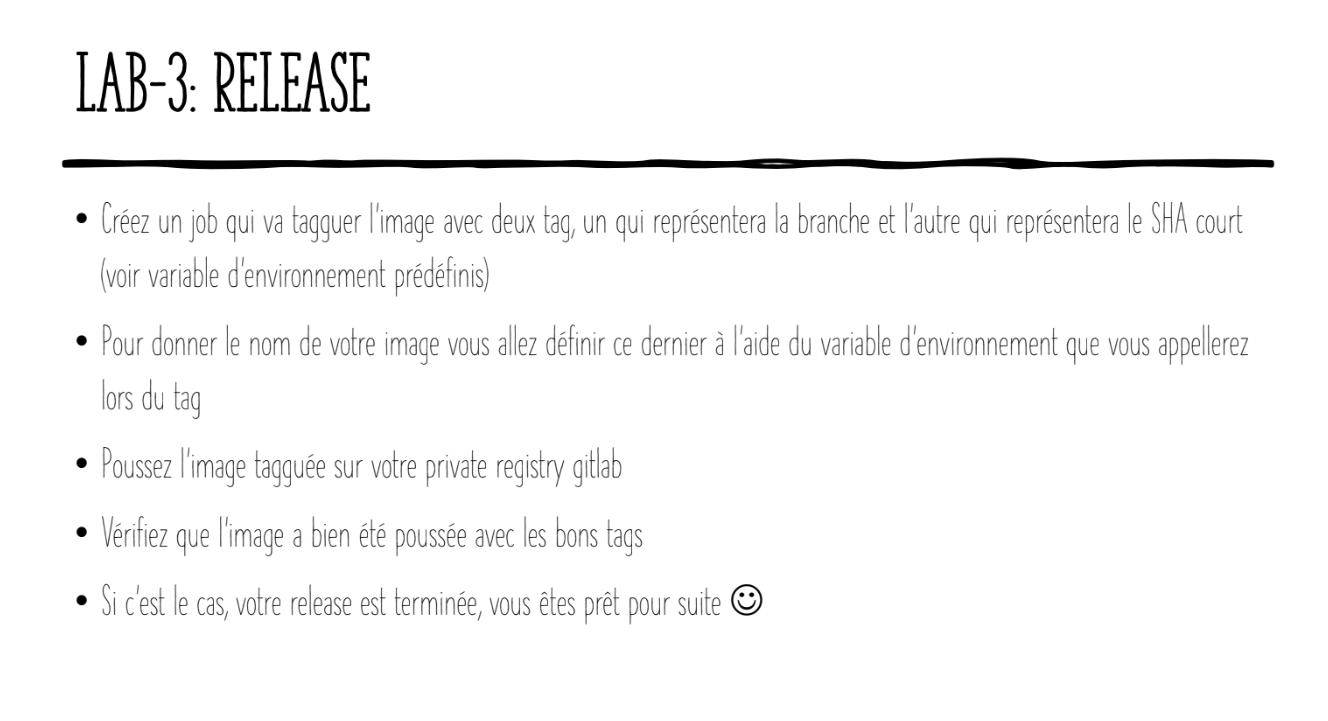 LAB-3: RELEASE
• Créez un job qui va tagguer l'image avec deux tag, un qui représentera la branche et l'autre qui représentera le SHA court
(voir variable d'environnement prédéfinis)
• Pour donner le nom de votre image vous allez définir ce dernier à l'aide du variable d'environnement que vous appellerez
lors du tag
• Poussez l'image tagguée sur votre private registry gitlab
• Vérifiez que l'image a bien été poussée avec les bons tags
• Si c'est le cas, votre release est terminée, vous êtes prêt pour suite ☺